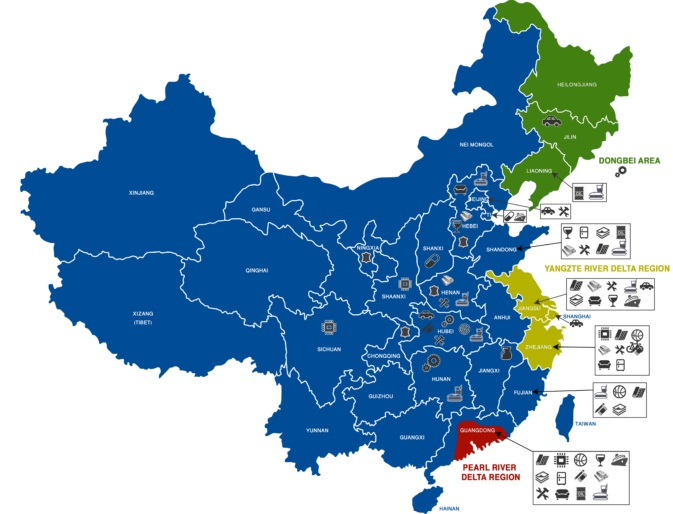 HEILONGJIANG
JILIN
NEI MONGOL
DONGBEI AREA
LIAONING
XINJIANG
GANSU
BEIJING
HEBEI
NINGXIA
SHANXI
SHANDONG
QINGHAI
YANGZTE RIVER DELTA REGION
SHAANXI
HENAN
JIANGSU
XIZANG
(TIBET)
ANHUI
SHANGHAI
HUBEI
SICHUAN
ZHEJIANG
CHONGQING
HUNAN
JIANGXI
GUIZHOU
FUJIAN
TAIWAN
YUNNAN
GUANGXI
GUANGDONG
PEARL RIVER
DELTA REGION
HAINAN